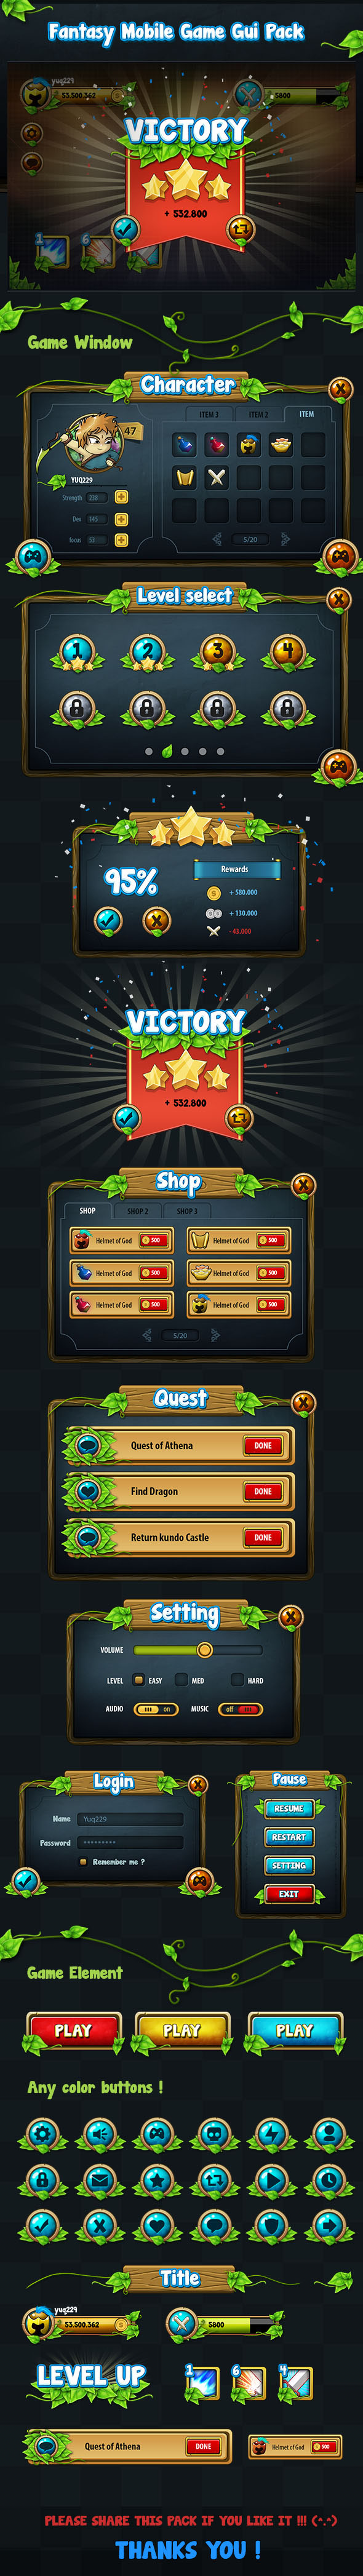 Fantasy Mobile Game Gui Pack
yuq229
53.500.362
5800
VICTORY
+ 532.800
1 6
Game Window
Character
47
ITEM 3 ITEM 2 ITEM
YUQ229
Strength 238
Dex 145
focus 53
5/20
Level select
1 2 3 4
95%
Rewards
+ 580.000
+ 130.000
- 43.000
VICTORY
+ 532.800
Shop
SHOP SHOP 2 SHOP 3
Helmet of God 500 Helmet of God 500
Helmet of God 500 Helmet of God 500
Helmet of God 500 Helmet of God 500
5/20
Quest
Quest of Athena DONE
Find Dragon DONE
Return kundo Castle DONE
Setting
VOLUME
LEVEL EASY MED HARD
AUDIO on MUSIC off
Login
Name Yuq229
Password *********
Remember me ?
Pause
RESUME
RESTART
SETTING
EXIT
Game Element
PLAY PLAY PLAY
Any color buttons !
Title
yuq229
53.500.362
5800
LEVEL UP
1 6 4
Quest of Athena DONE
Helmet of God 500
PLEASE SHARE THIS PACK IF YOU LIKE IT !!! (^.^)
THANKS YOU !